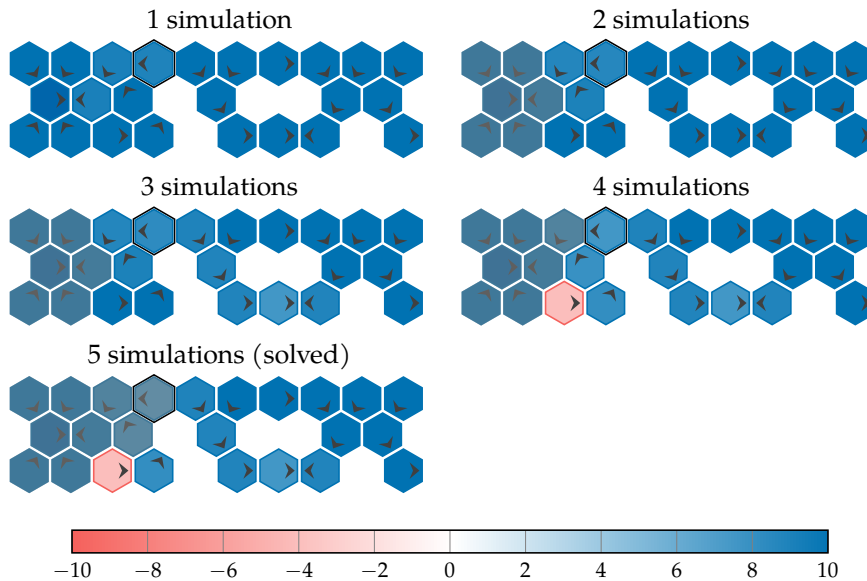 1 simulation 2 simulations
3 simulations 4 simulations
5 simulations (solved)
−10 −8 −6 −4 −2 0 2 4 6 8 10